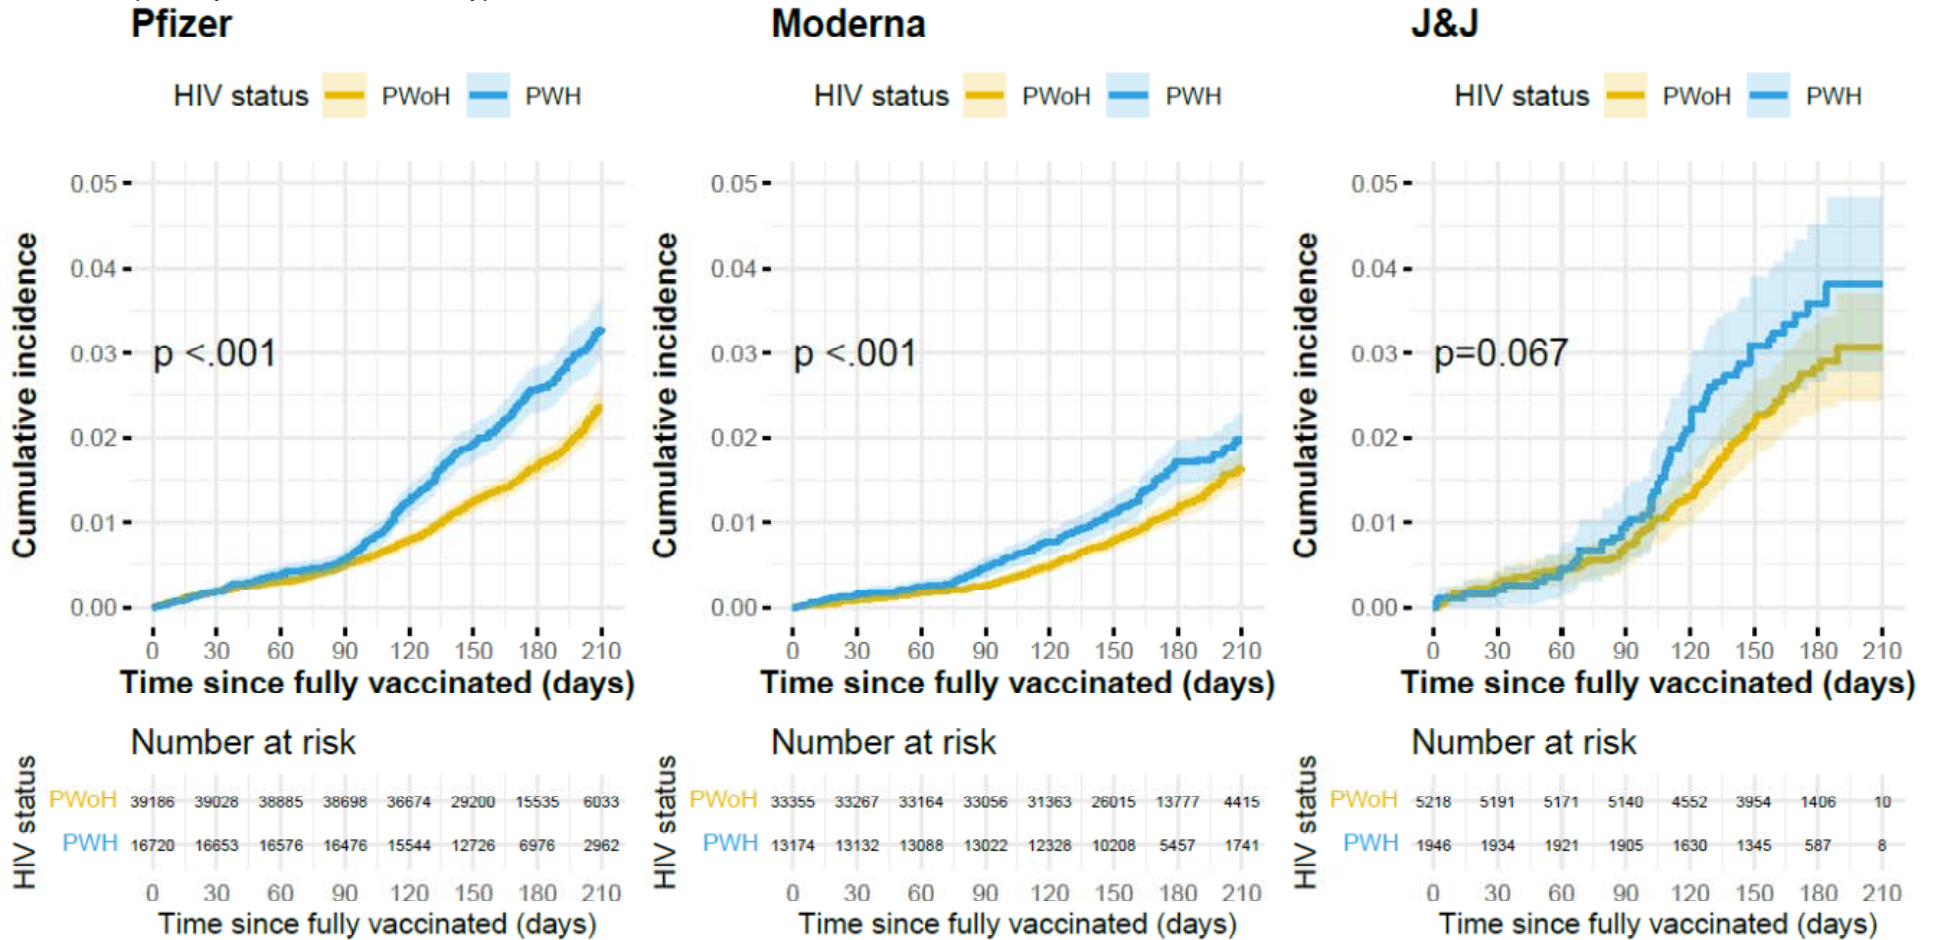 Pfizer
HIV status PWoH PWH
0.05
0.04
0.03
0.02
0.01
0.00
Cumulative incidence
p <.001
0 30 60 90 120 150 180 210
Time since fully vaccinated (days)
Number at risk
HIV status
PWoH 39186 39028 38885 38698 36674 29200 15535 6033
PWH 16720 16653 16576 16476 15544 12726 6976 2962
0 30 60 90 120 150 180 210
Time since fully vaccinated (days)
Moderna
HIV status PWoH PWH
0.05
0.04
0.03
0.02
0.01
0.00
Cumulative incidence
p <.001
0 30 60 90 120 150 180 210
Time since fully vaccinated (days)
Number at risk
HIV status
PWoH 33355 33267 33164 33056 31363 26015 13777 4415
PWH 13174 13132 13088 13022 12328 10208 5457 1741
0 30 60 90 120 150 180 210
Time since fully vaccinated (days)
J&J
HIV status PWoH PWH
0.05
0.04
0.03
0.02
0.01
0.00
Cumulative incidence
p=0.067
0 30 60 90 120 150 180 210
Time since fully vaccinated (days)
Number at risk
HIV status
PWoH 5218 5191 5171 5140 4552 3954 1406 10
PWH 1946 1934 1921 1905 1630 1345 587 8
0 30 60 90 120 150 180 210
Time since fully vaccinated (days)